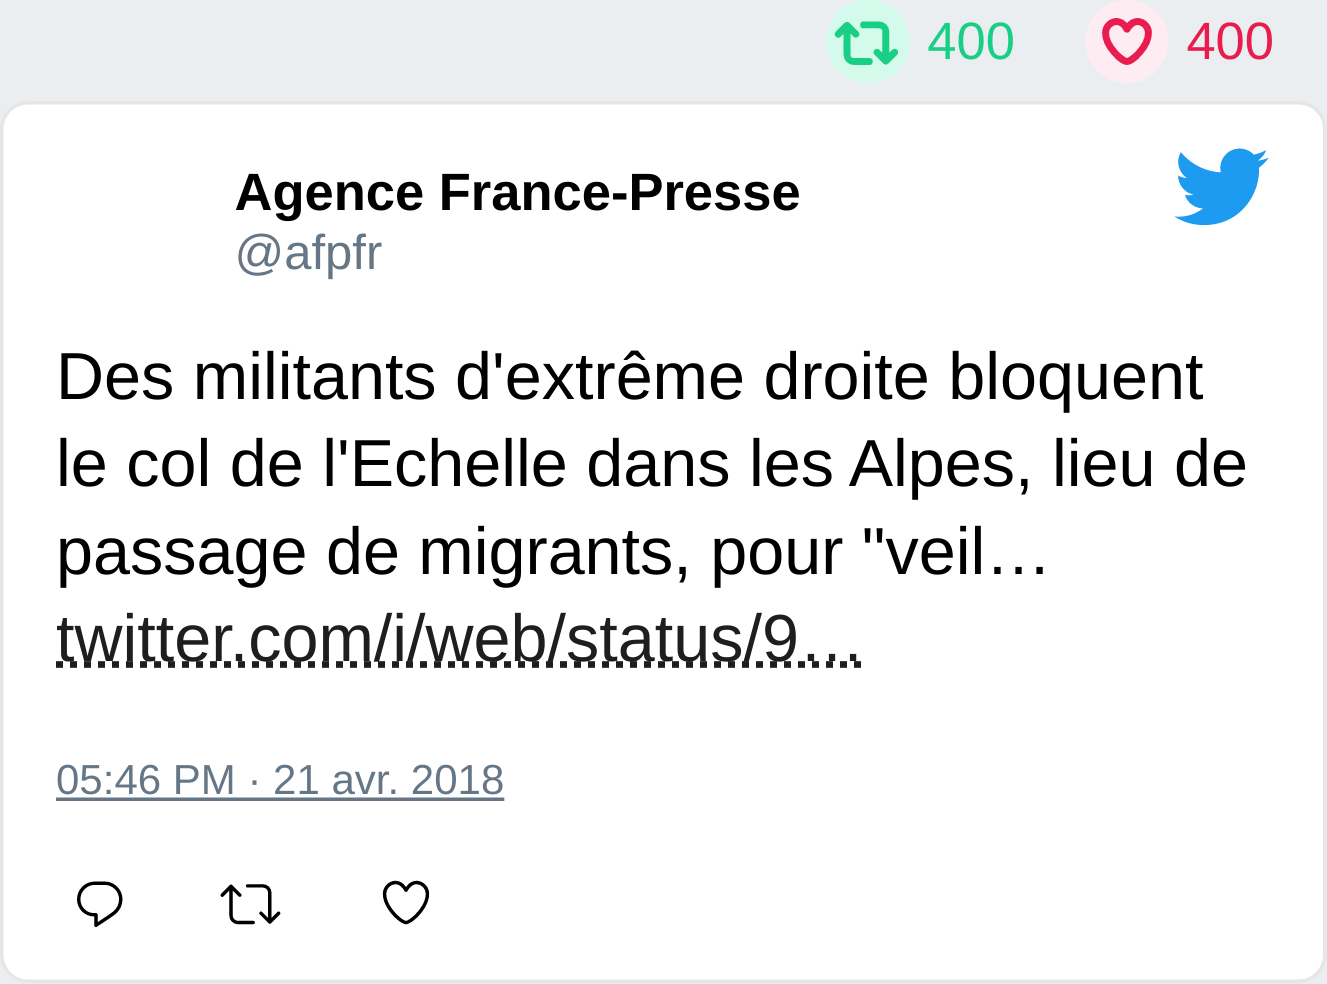 400 400
Agence France-Presse
@afpfr
Des militants d'extrême droite bloquent
le col de l'Echelle dans les Alpes, lieu de
passage de migrants, pour "veil…
twitter.com/i/web/status/9…
05:46 PM · 21 avr. 2018